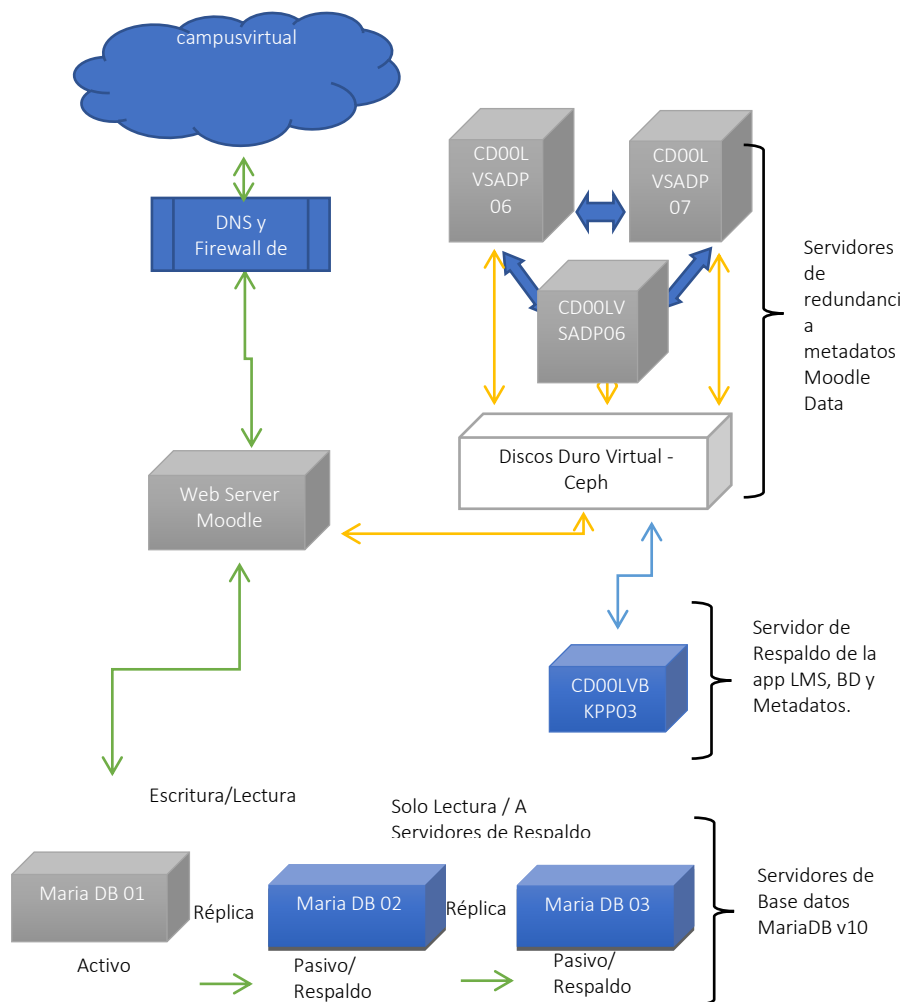 campusvirtual
DNS y
Firewall de
CD00L
VSADP
06
CD00L
VSADP
07
CD00LV
SADP06
Servidores
de
redundanci
a
metadatos
Moodle
Data
Discos Duro Virtual -
Ceph
Web Server
Moodle
CD00LVB
KPP03
Servidor de
Respaldo de la
app LMS, BD y
Metadatos.
Escritura/Lectura
Solo Lectura / A
Servidores de Respaldo
Maria DB 01
Réplica
Maria DB 02
Réplica
Maria DB 03
Servidores de
Base datos
MariaDB v10
Activo
Pasivo/
Respaldo
Pasivo/
Respaldo